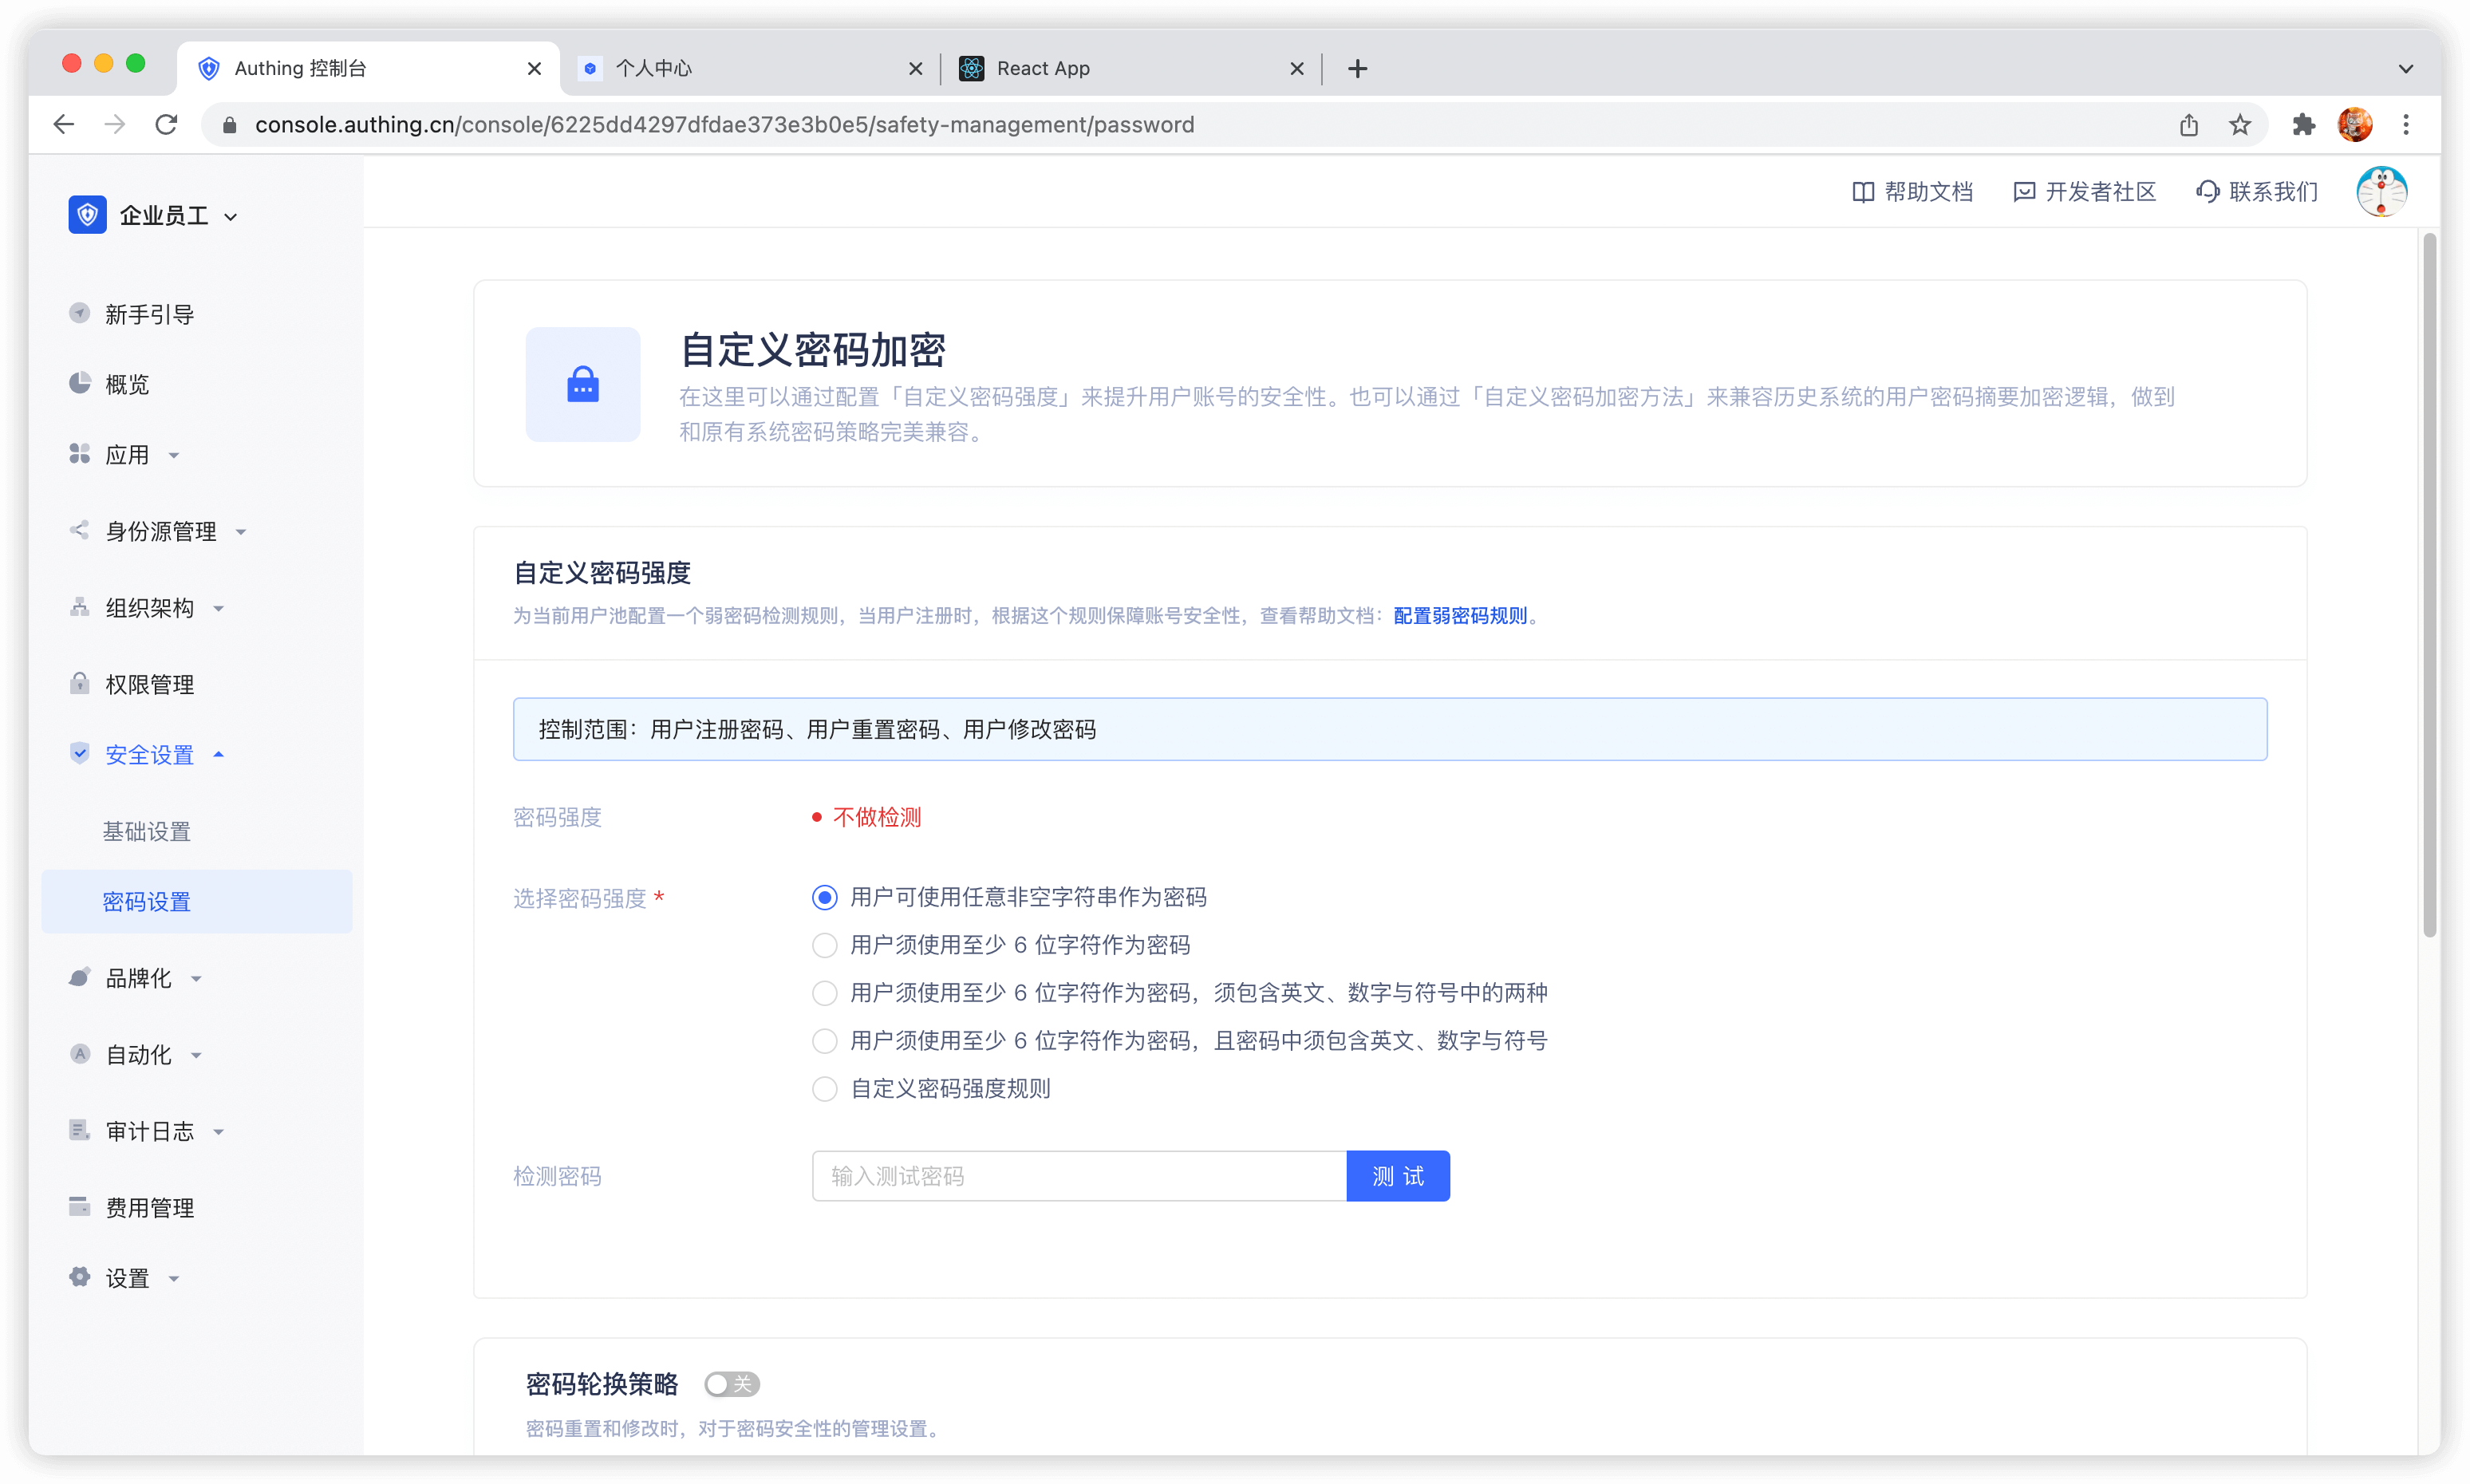 Authing 控制台
个人中心
React App
console.authing.cn/console/6225dd4297dfdae373e3b0e5/safety-management/password
企业员工
帮助文档
开发者社区
联系我们
新手引导
概览
应用
身份源管理
组织架构
权限管理
安全设置
基础设置
密码设置
品牌化
自动化
审计日志
费用管理
设置
自定义密码加密
在这里可以通过配置「自定义密码强度」来提升用户账号的安全性。也可以通过「自定义密码加密方法」来兼容历史系统的用户密码摘要加密逻辑，做到
和原有系统密码策略完美兼容。
自定义密码强度
为当前用户池配置一个弱密码检测规则，当用户注册时，根据这个规则保障账号安全性，查看帮助文档：配置弱密码规则。
控制范围：用户注册密码、用户重置密码、用户修改密码
密码强度
不做检测
选择密码强度 *
用户可使用任意非空字符串作为密码
用户须使用至少 6 位字符作为密码
用户须使用至少 6 位字符作为密码，须包含英文、数字与符号中的两种
用户须使用至少 6 位字符作为密码，且密码中须包含英文、数字与符号
自定义密码强度规则
检测密码
输入测试密码
测 试
密码轮换策略
关
密码重置和修改时，对于密码安全性的管理设置。